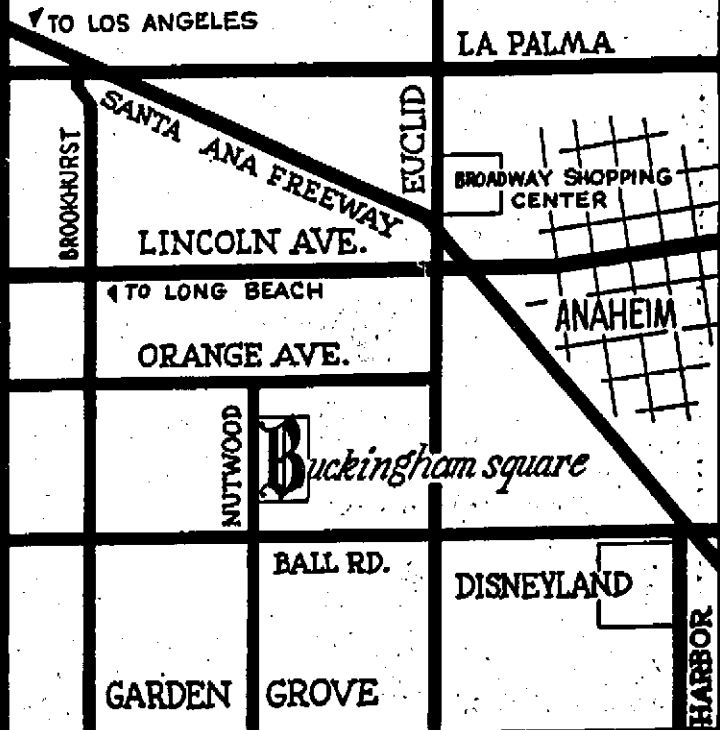 TO LOS ANGELES
LA PALMA
SANTA ANA FREEWAY
EUCLID
BROOKHURST
BROADWAY SHOPPING
CENTER
LINCOLN AVE.
TO LONG BEACH
ANAHEIM
ORANGE AVE.
NUTWOOD
Buckingham square
BALL RD.
DISNEYLAND
HARBOR
GARDEN GROVE